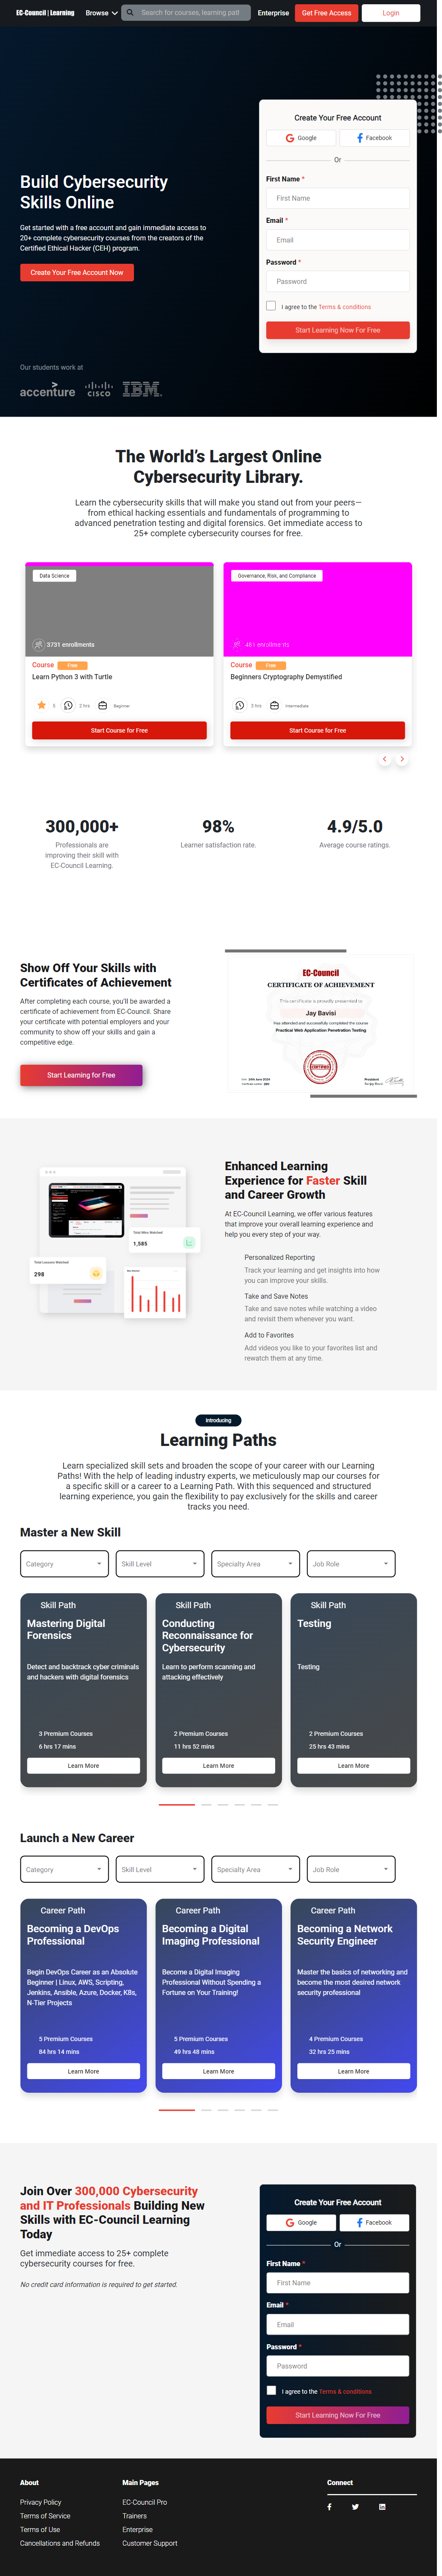 EC-Council | Learning
Browse
Search for courses, learning path
Enterprise
Get Free Access
Login
Build Cybersecurity
Skills Online
Get started with a free account and gain immediate access to
20+ complete cybersecurity courses from the creators of the
Certified Ethical Hacker (CEH) program.
Create Your Free Account Now
Our students work at
accenture
CISCO
IBM
Create Your Free Account
Google
Facebook
Or
First Name *
First Name
Email *
Email
Password *
Password
I agree to the Terms & conditions
Start Learning Now For Free
The World's Largest Online
Cybersecurity Library.
Learn the cybersecurity skills that will make you stand out from your peers—
from ethical hacking essentials and fundamentals of programming to
advanced penetration testing and digital forensics. Get immediate access to
25+ complete cybersecurity courses for free.
Data Science
3731 enrollments
Course Free
Learn Python 3 with Turtle
5 2 hrs Beginner
Start Course for Free
Governance, Risk, and Compliance
481 enrollments
Course Free
Beginners Cryptography Demystified
3 hrs Intermediate
Start Course for Free
300,000+
Professionals are
improving their skill with
EC-Council Learning.
98%
Learner satisfaction rate.
4.9/5.0
Average course ratings.
Show Off Your Skills with
Certificates of Achievement
After completing each course, you'll be awarded a
certificate of achievement from EC-Council. Share
your certificate with potential employers and your
community to show off your skills and gain a
competitive edge.
Start Learning for Free
EC-Council
CERTIFICATE OF ACHIEVEMENT
This certificate is proudly presented to
Jay Bavisi
Has attended and successfully completed the course
Practical Web Application Penetration Testing
CERTIFIED
President
Enhanced Learning
Experience for Faster Skill
and Career Growth
At EC-Council Learning, we offer various features
that improve your overall learning experience and
help you every step of your way.
Personalized Reporting
Track your learning and get insights into how
you can improve your skills.
Take and Save Notes
Take and save notes while watching a video
and revisit them whenever you want.
Add to Favorites
Add videos you like to your favorites list and
rewatch them at any time.
Total Mins Watched
1,585
Total Lessons Watched
298
Introducing
Learning Paths
Learn specialized skill sets and broaden the scope of your career with our Learning
Paths! With the help of leading industry experts, we meticulously map our courses for
a specific skill or a career to a Learning Path. With this sequenced and structured
learning experience, you gain the flexibility to pay exclusively for the skills and career
tracks you need.
Master a New Skill
Category
Skill Level
Specialty Area
Job Role
Skill Path
Mastering Digital
Forensics
Detect and backtrack cyber criminals
and hackers with digital forensics
3 Premium Courses
6 hrs 17 mins
Learn More
Skill Path
Conducting
Reconnaissance for
Cybersecurity
Learn to perform scanning and
attacking effectively
2 Premium Courses
11 hrs 52 mins
Learn More
Skill Path
Testing
Testing
2 Premium Courses
25 hrs 43 mins
Learn More
Launch a New Career
Category
Skill Level
Specialty Area
Job Role
Career Path
Becoming a DevOps
Professional
Begin DevOps Career as an Absolute
Beginner | Linux, AWS, Scripting,
Jenkins, Ansible, Azure, Docker, K8s,
N-Tier Projects
5 Premium Courses
84 hrs 14 mins
Learn More
Career Path
Becoming a Digital
Imaging Professional
Become a Digital Imaging
Professional Without Spending a
Fortune on Your Training!
5 Premium Courses
49 hrs 48 mins
Learn More
Career Path
Becoming a Network
Security Engineer
Master the basics of networking and
become the most desired network
security professional
4 Premium Courses
32 hrs 25 mins
Learn More
Join Over 300,000 Cybersecurity
and IT Professionals Building New
Skills with EC-Council Learning
Today
Get immediate access to 25+ complete
cybersecurity courses for free.
No credit card information is required to get started.
Create Your Free Account
Google
Facebook
Or
First Name *
First Name
Email *
Email
Password *
Password
I agree to the Terms & conditions
Start Learning Now For Free
About
Privacy Policy
Terms of Service
Terms of Use
Cancellations and Refunds
Main Pages
EC-Council Pro
Trainers
Enterprise
Customer Support
Connect